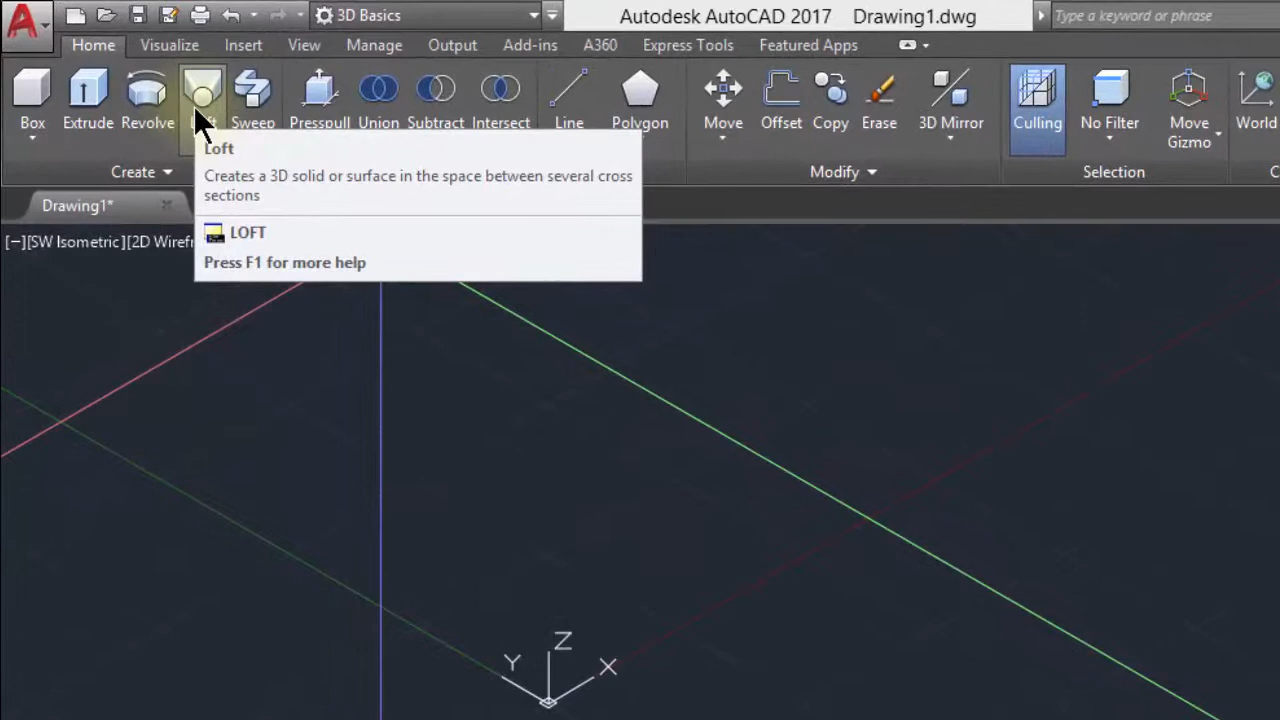 3D Basics
Autodesk AutoCAD 2017 Drawing1.dwg
Type a keyword or phrase
Home Visualize Insert View Manage Output Add-ins A360 Express Tools Featured Apps
Box Extrude Revolve Sweep Presspull Union Subtract Intersect Line Polygon Move Offset Copy Erase 3D Mirror Culling No Filter Move Gizmo World
Create Modify Selection
Loft
Creates a 3D solid or surface in the space between several cross
sections
LOFT
Press F1 for more help
Drawing1*
[−][SW Isometric][2D
Z
Y X